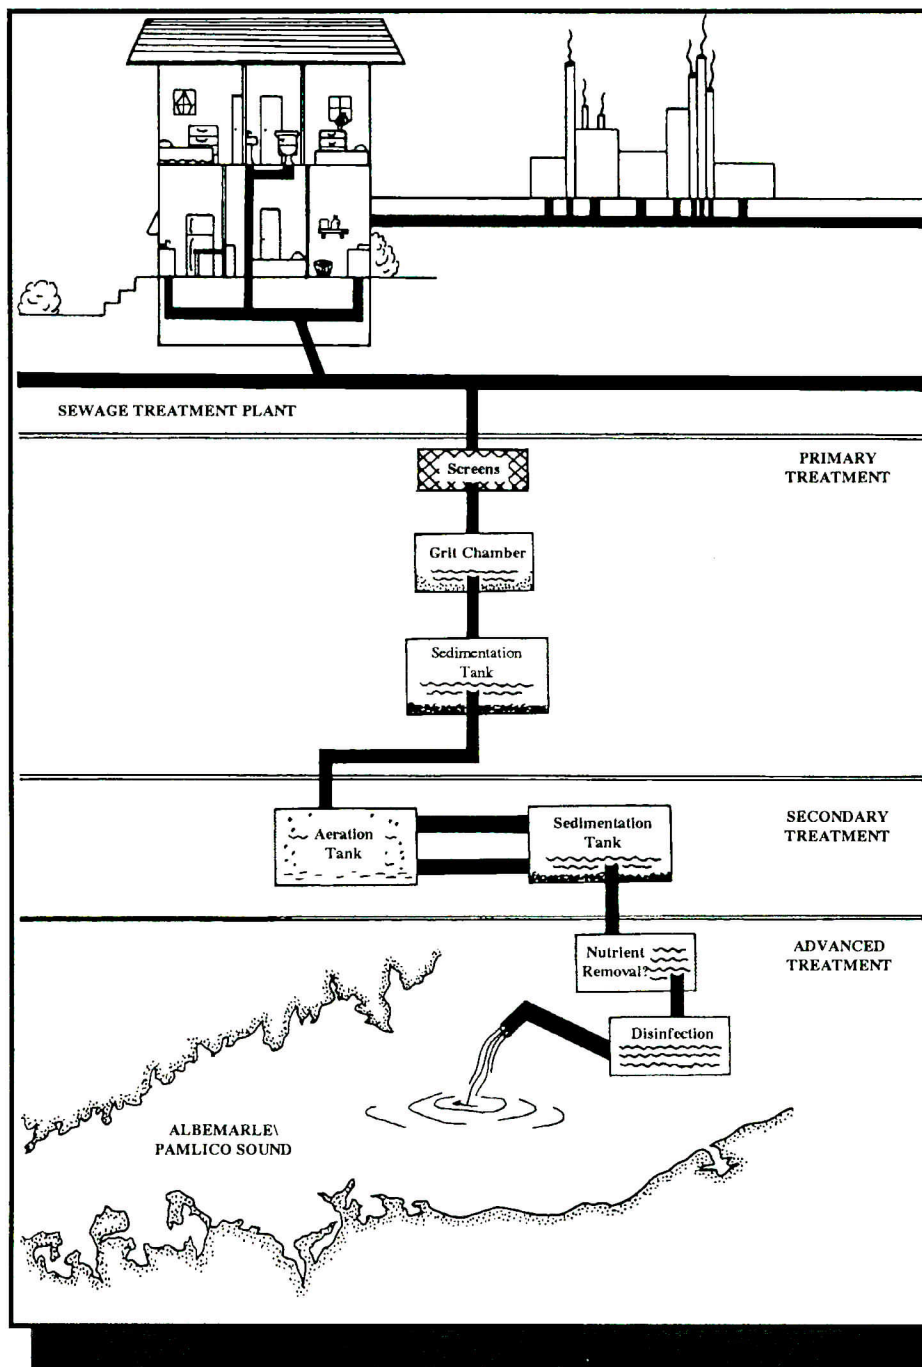 SEWAGE TREATMENT PLANT
PRIMARY
TREATMENT
Screens
Grit Chamber
Sedimentation
Tank
SECONDARY
TREATMENT
Aeration
Tank
Sedimentation
Tank
ADVANCED
TREATMENT
Nutrient
Removal?
Disinfection
ALBEMARLE\
PAMLICO SOUND